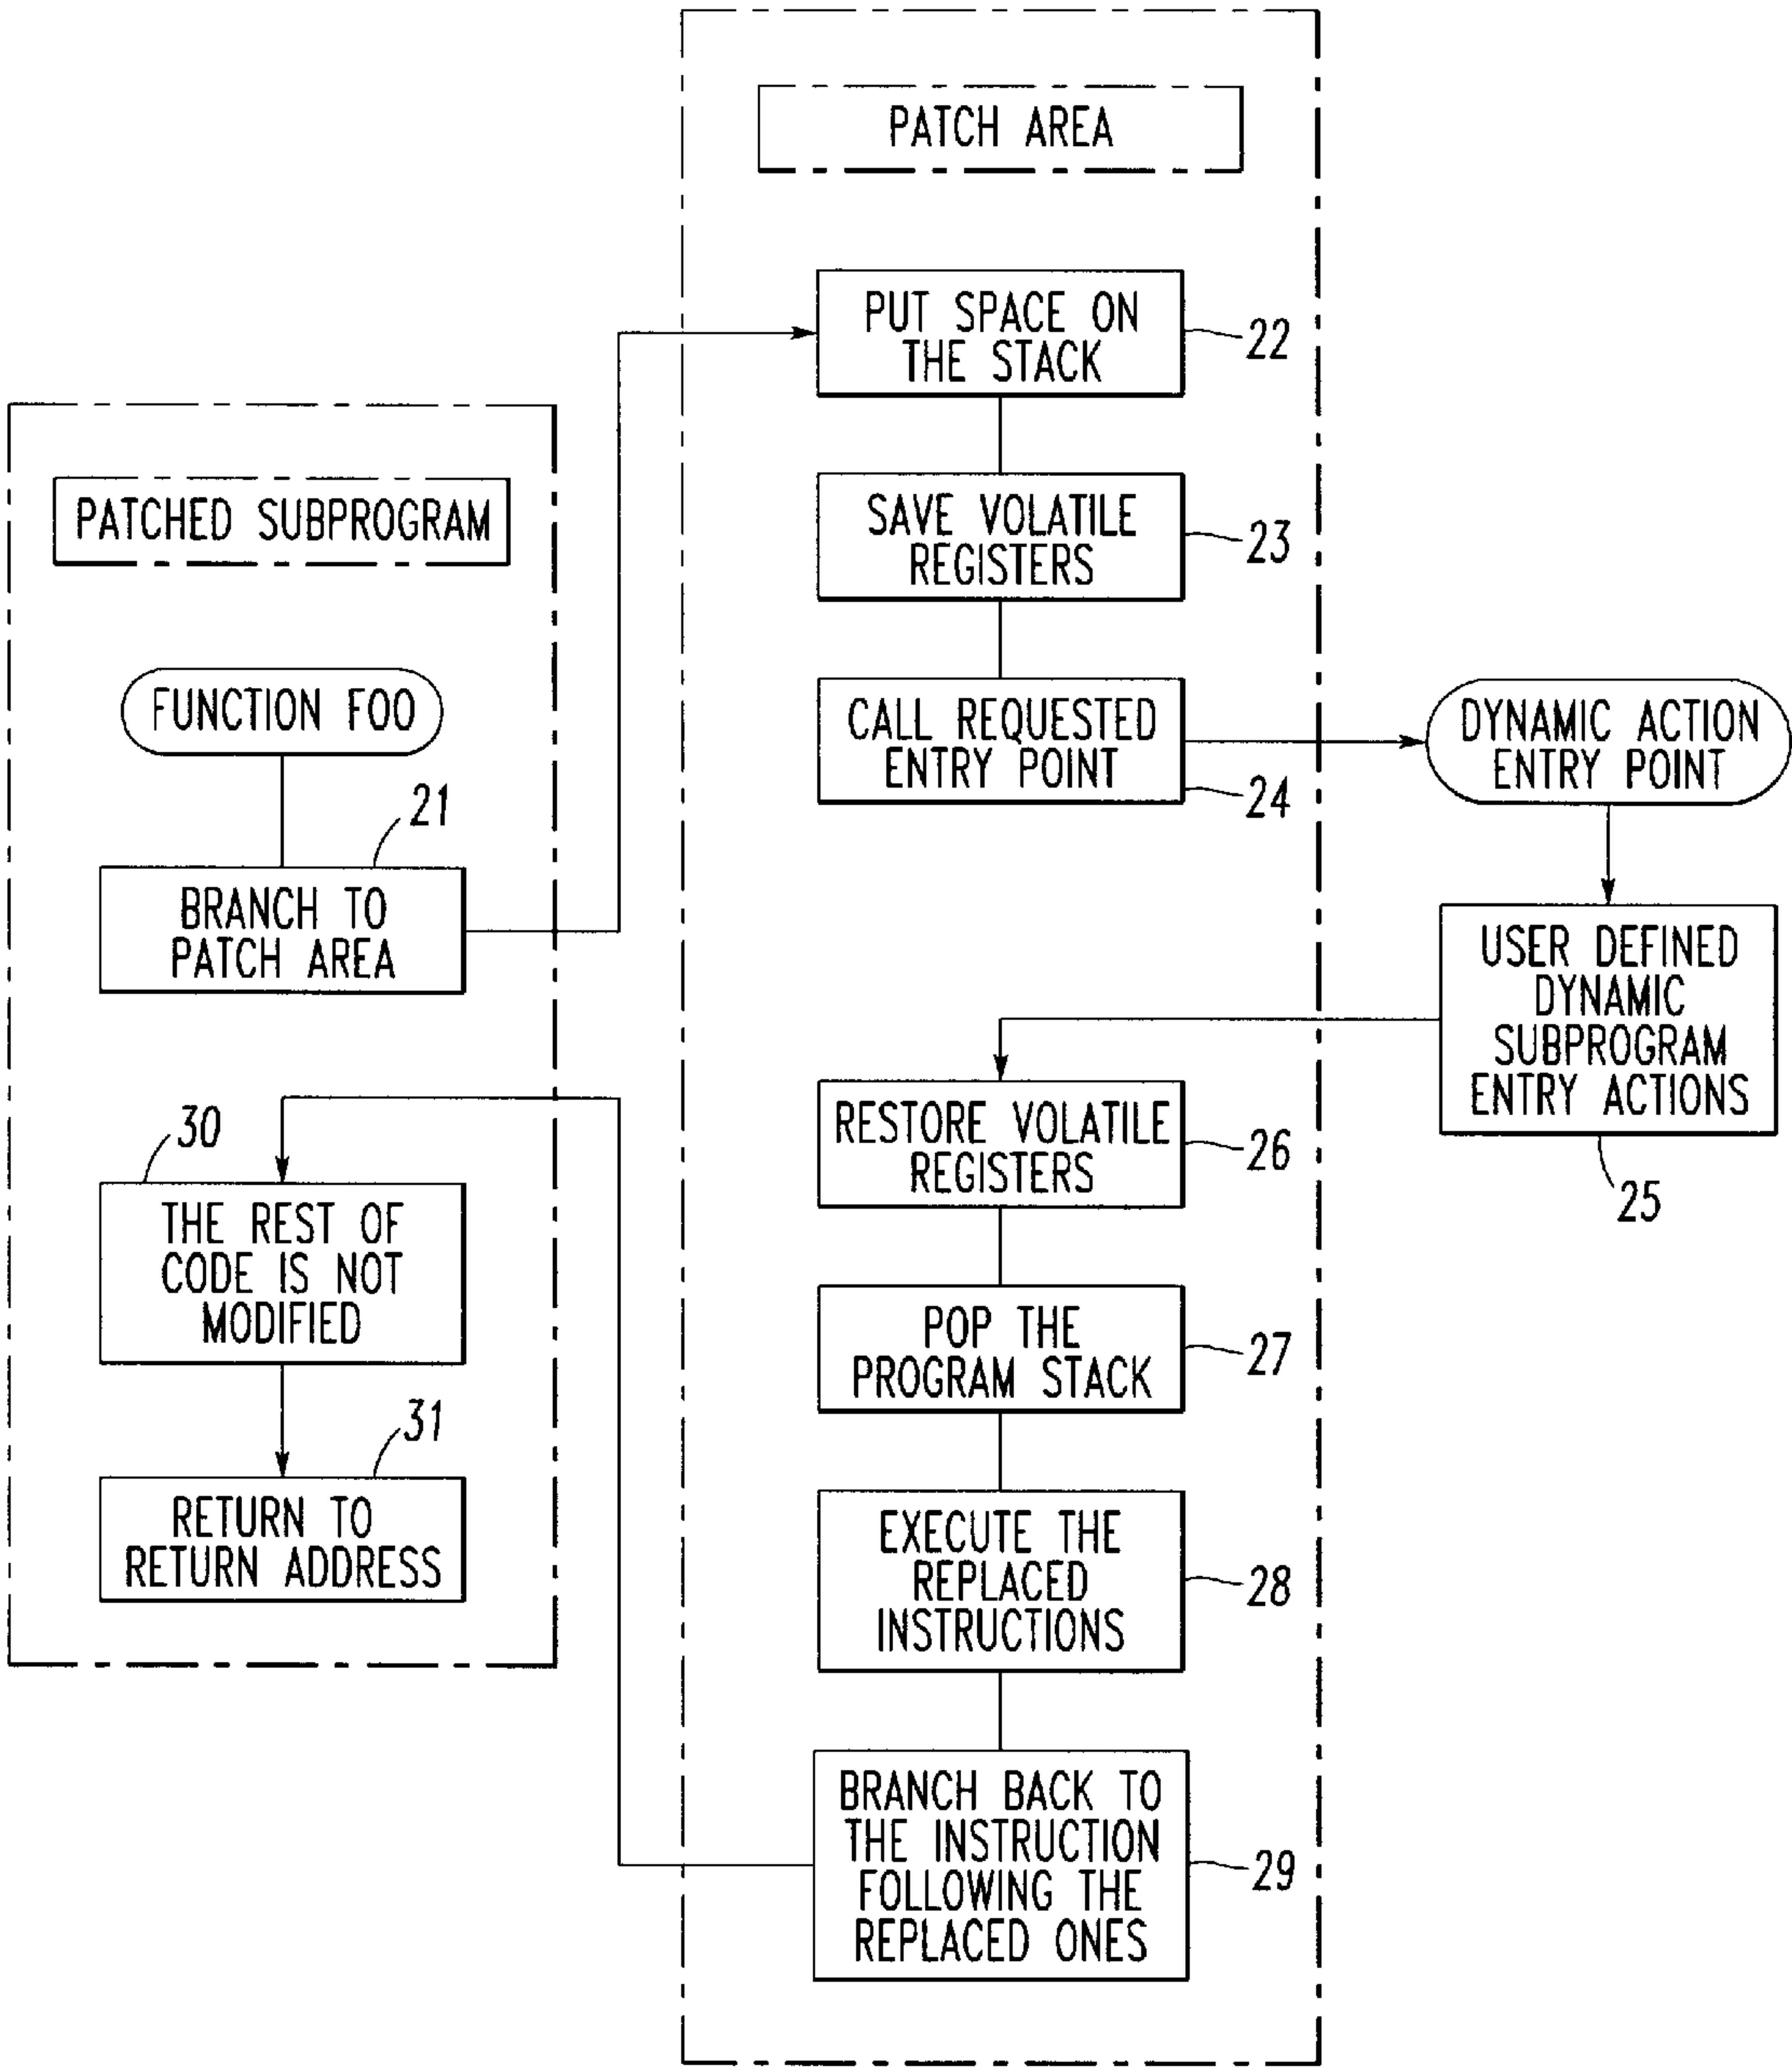 PATCHED SUBPROGRAM
FUNCTION FOO
21
BRANCH TO
PATCH AREA
30
THE REST OF
CODE IS NOT
MODIFIED
31
RETURN TO
RETURN ADDRESS
PATCH AREA
PUT SPACE ON
THE STACK
22
SAVE VOLATILE
REGISTERS
23
CALL REQUESTED
ENTRY POINT
24
RESTORE VOLATILE
REGISTERS
26
POP THE
PROGRAM STACK
27
EXECUTE THE
REPLACED
INSTRUCTIONS
28
BRANCH BACK TO
THE INSTRUCTION
FOLLOWING THE
REPLACED ONES
29
DYNAMIC ACTION
ENTRY POINT
USER DEFINED
DYNAMIC
SUBPROGRAM
ENTRY ACTIONS
25